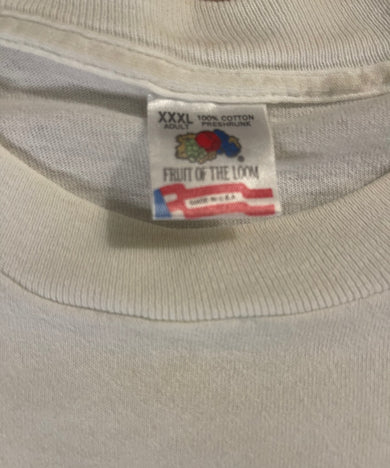 XXXL 100% COTTON
ADULT PRESHRUNK
FRUIT OF THE LOOM
MADE IN U.S.A.